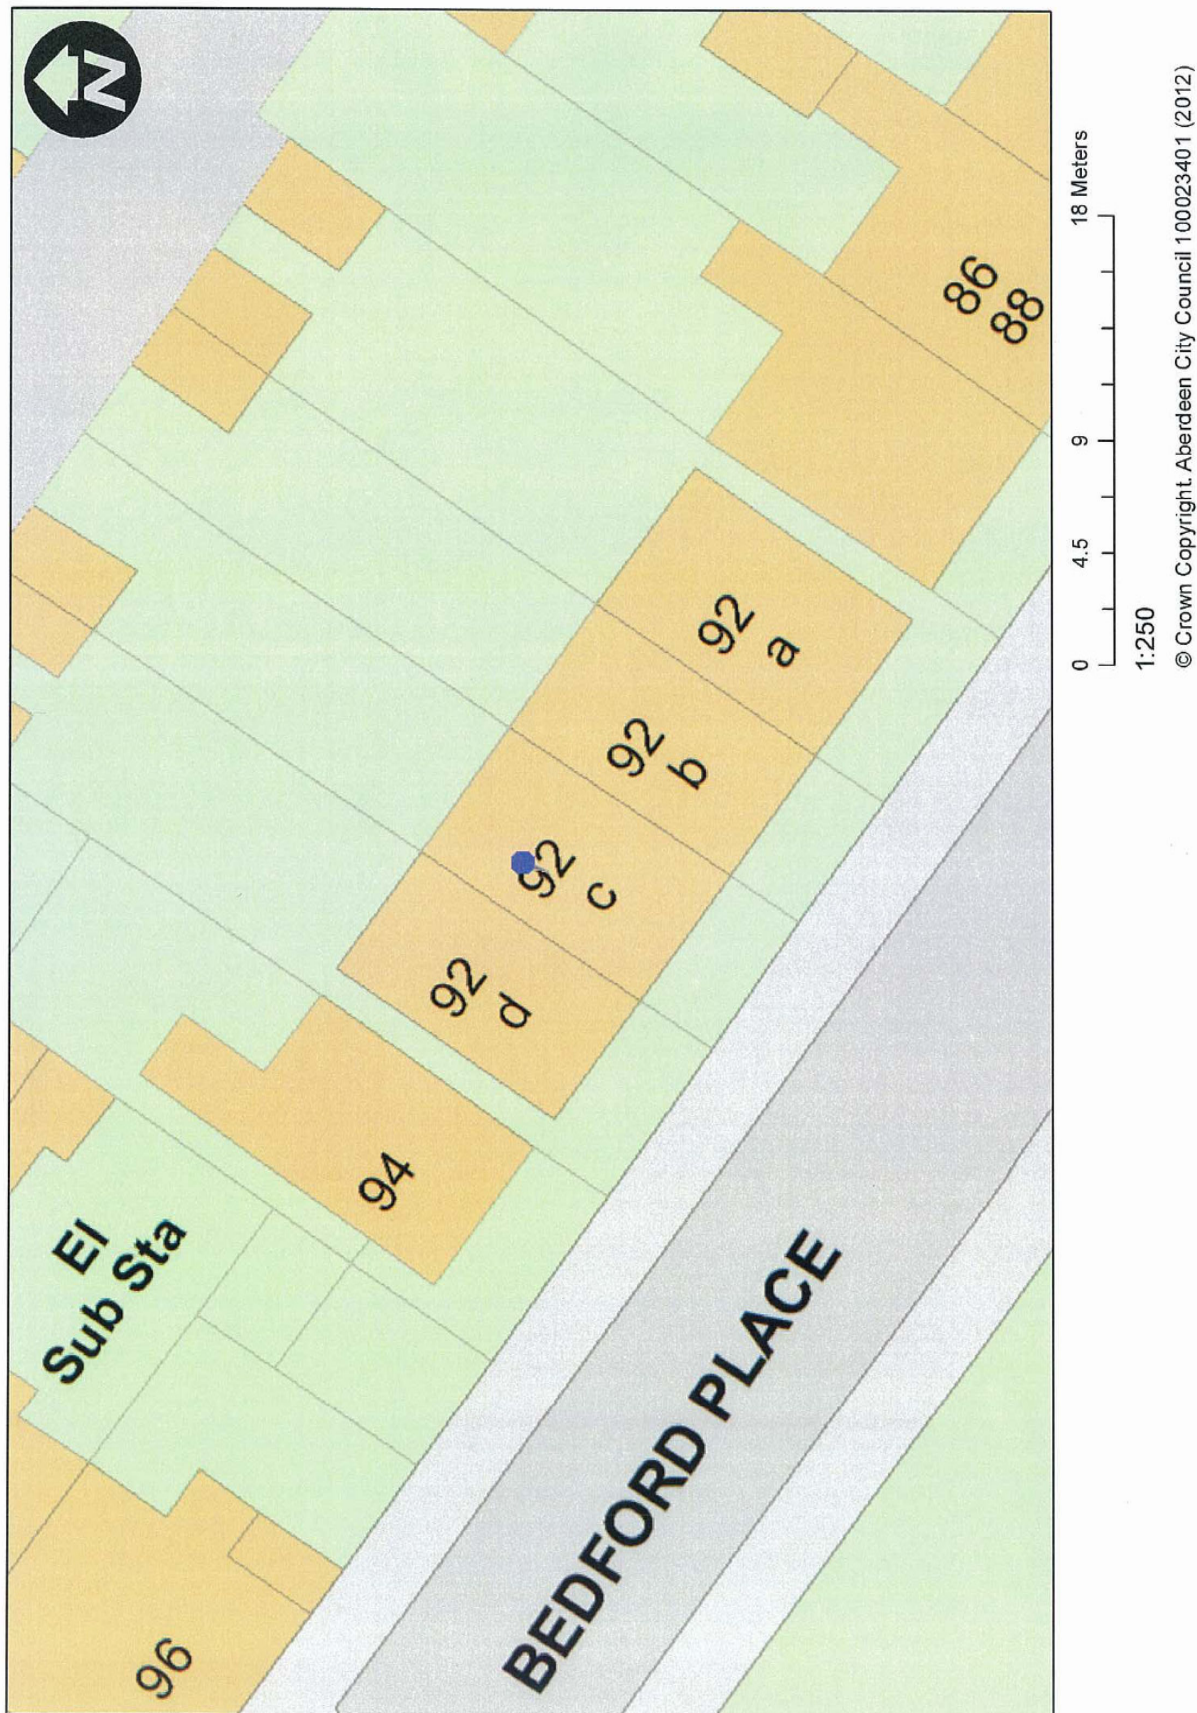 N
El
Sub Sta
96
94
92
d
92
c
92
b
92
a
86
88
BEDFORD PLACE
0 4.5 9 18 Meters
1:250
© Crown Copyright. Aberdeen City Council 100023401 (2012)